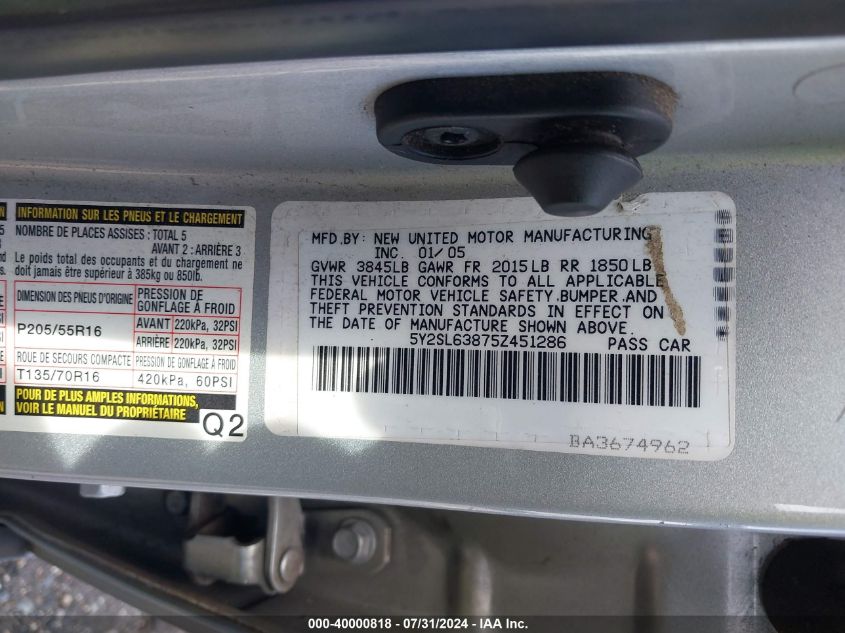 INFORMATION SUR LES PNEUS ET LE CHARGEMENT
NOMBRE DE PLACES ASSISES : TOTAL 5
AVANT 2 : ARRIÈRE 3
Le poids total des occupants et du chargement ne
doit jamais être supérieur à 385kg ou 850lb.
DIMENSION DES PNEUS D'ORIGINE
PRESSION DE
GONFLAGE À FROID
P205/55R16
AVANT 220kPa, 32PSI
ARRIÈRE 220kPa, 32PSI
ROUE DE SECOURS COMPACTE
PRESSION DE GONFLAGE À FROID
T135/70R16
420kPa, 60PSI
POUR DE PLUS AMPLES INFORMATIONS,
VOIR LE MANUEL DU PROPRIÉTAIRE
Q2
MFD.BY: NEW UNITED MOTOR MANUFACTURING
INC. 01/05
GVWR 3845LB GAWR FR 2015LB RR 1850LB
THIS VEHICLE CONFORMS TO ALL APPLICABLE
FEDERAL MOTOR VEHICLE SAFETY,BUMPER,AND
THEFT PREVENTION STANDARDS IN EFFECT ON
THE DATE OF MANUFACTURE SHOWN ABOVE.
5Y2SL63875Z451286 PASS CAR
BA3674962
000-40000818 - 07/31/2024 - IAA Inc.